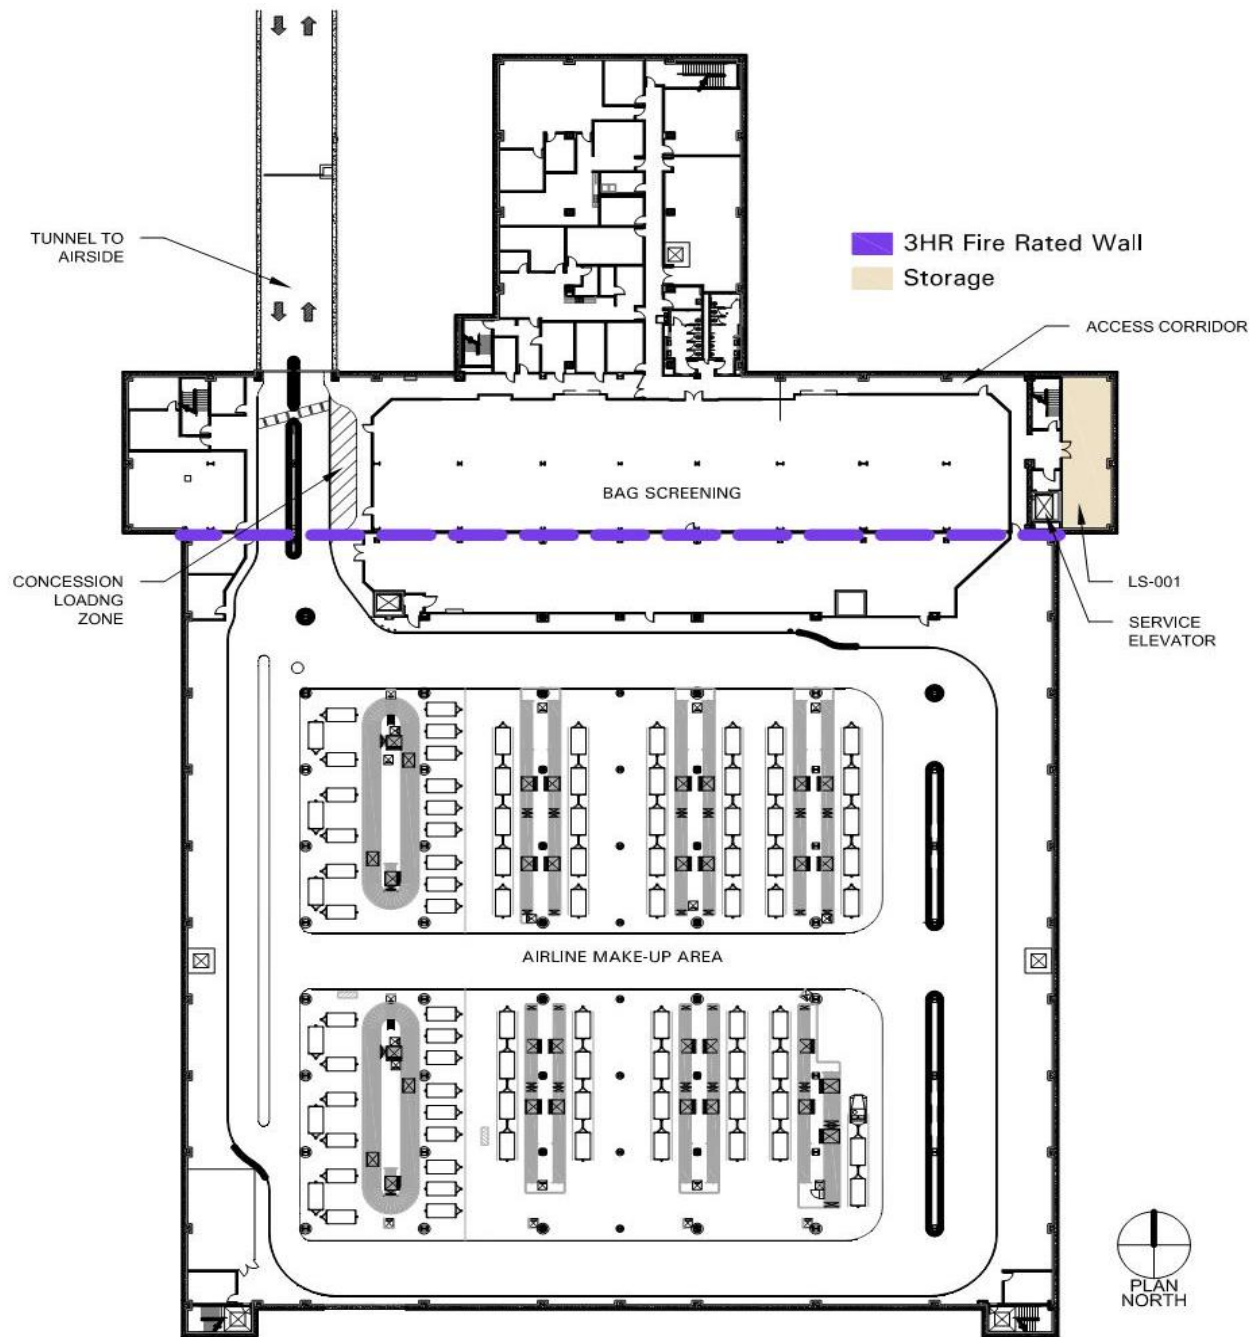 TUNNEL TO
AIRSIDE
3HR Fire Rated Wall
Storage
ACCESS CORRIDOR
BAG SCREENING
CONCESSION
LOADNG
ZONE
LS-001
SERVICE
ELEVATOR
AIRLINE MAKE-UP AREA
PLAN
NORTH